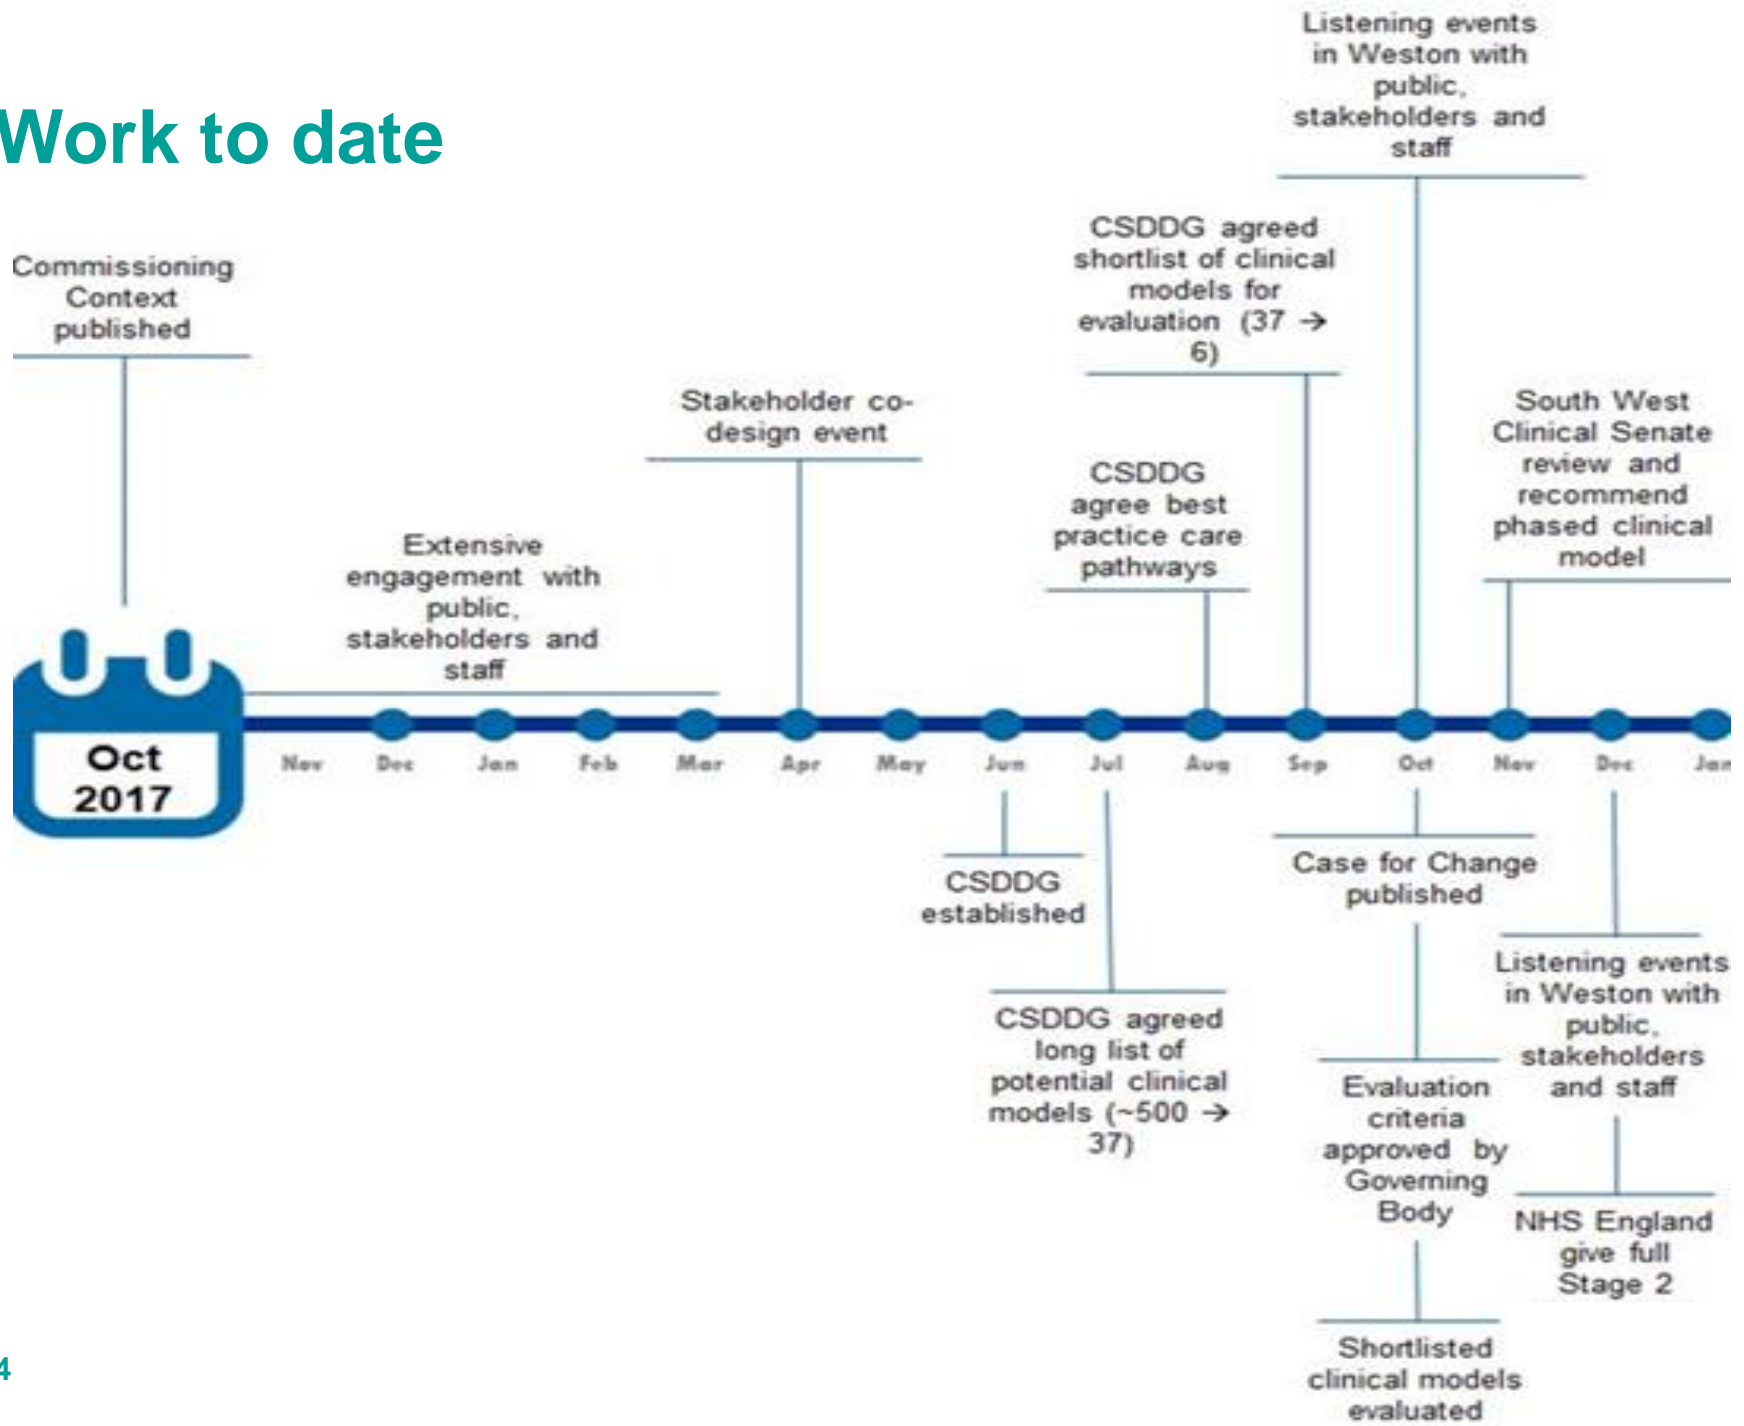 Work to date
Commissioning
Context
published
Extensive
engagement with
public,
stakeholders and
staff
Stakeholder co-
design event
CSDDG
agree best
practice care
pathways
CSDDG agreed
shortlist of clinical
models for
evaluation (37 →
6)
Listening events
in Weston with
public,
stakeholders and
staff
South West
Clinical Senate
review and
recommend
phased clinical
model
Oct
2017
Nov Dec Jan Feb Mar Apr May Jun Jul Aug Sep Oct Nov Dec Jan
CSDDG
established
CSDDG agreed
long list of
potential clinical
models (~500 →
37)
Case for Change
published
Evaluation
criteria
approved by
Governing
Body
Shortlisted
clinical models
evaluated
Listening events
in Weston with
public,
stakeholders
and staff
NHS England
give full
Stage 2
4